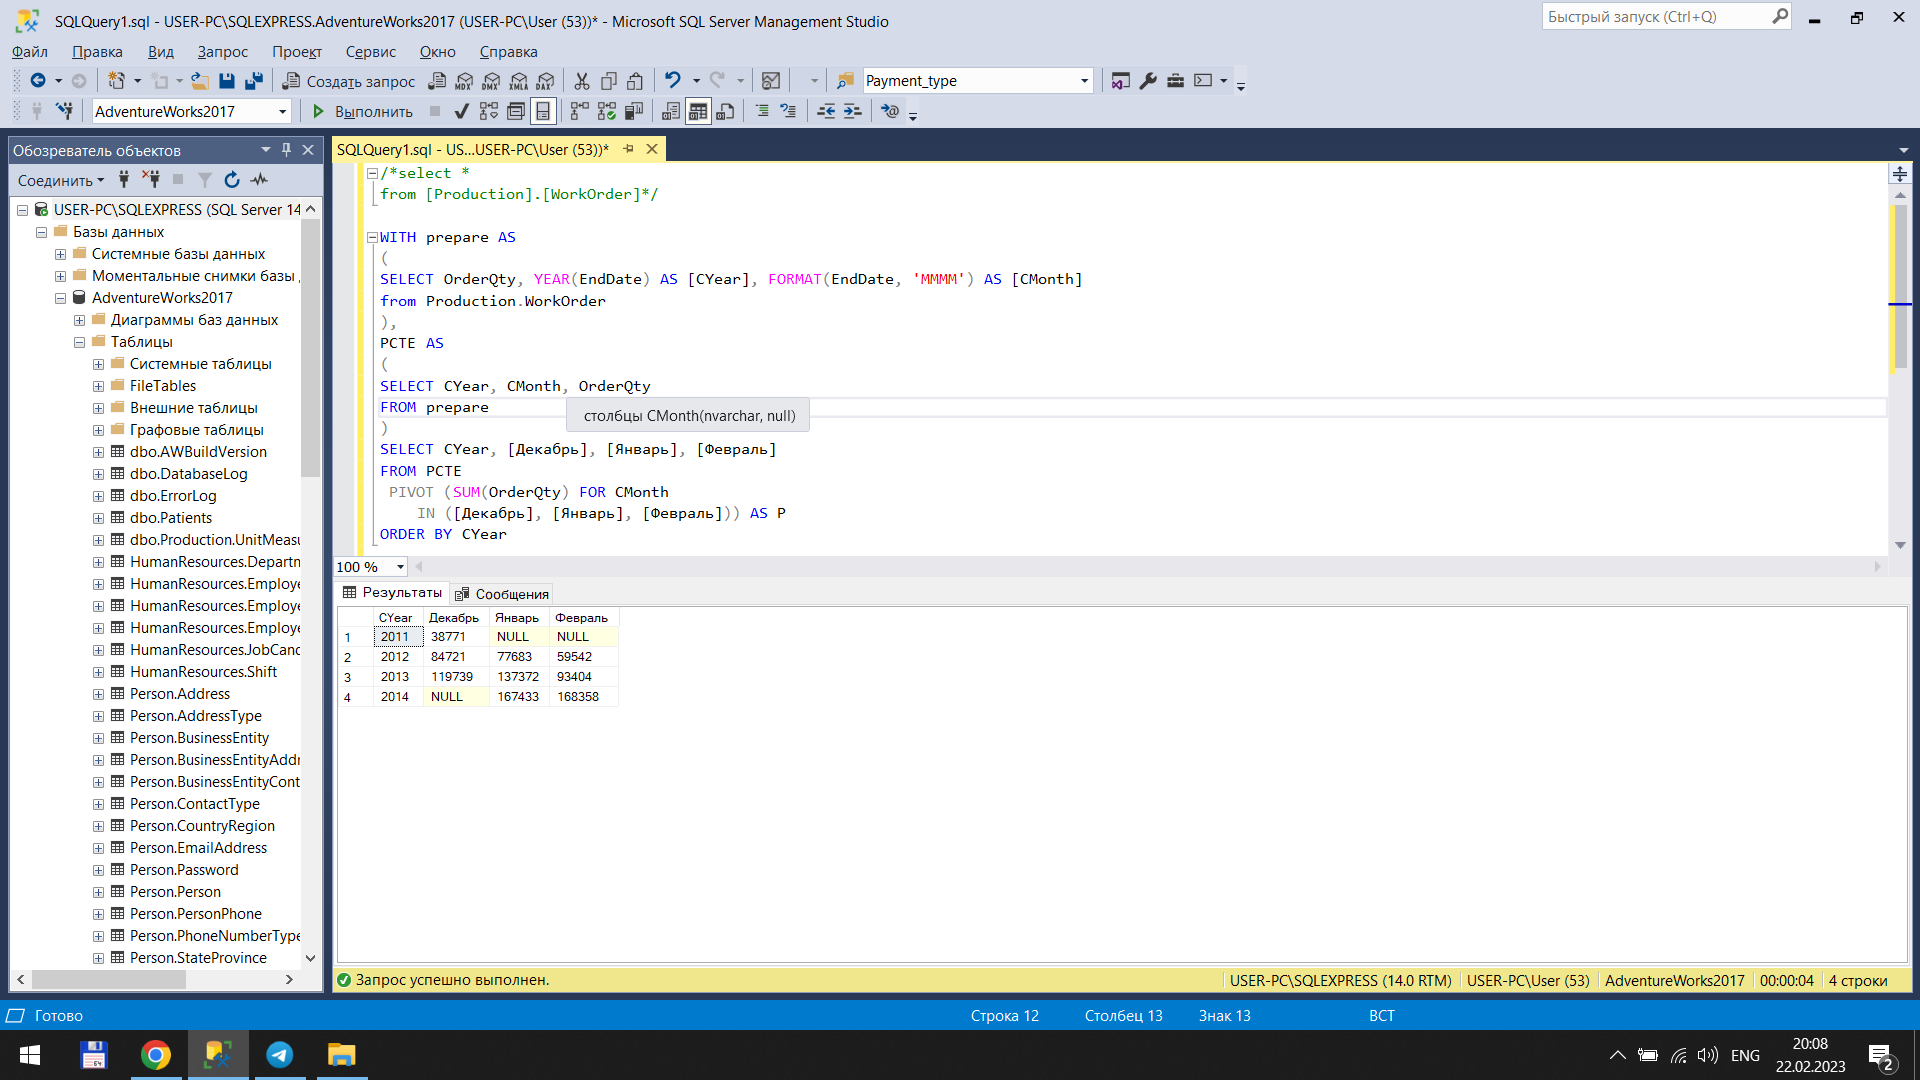 SQLQuery1.sql - USER-PC\SQLEXPRESS.AdventureWorks2017 (USER-PC\User (53))* - Microsoft SQL Server Management Studio
Быстрый запуск (Ctrl+Q)
Файл Правка Вид Запрос Проект Сервис Окно Справка
Создать запрос
MDX DMX XMLA DAX
Payment_type
AdventureWorks2017
Выполнить
Обозреватель объектов
Соединить
USER-PC\SQLEXPRESS (SQL Server 14
Базы данных
Системные базы данных
Моментальные снимки базы
AdventureWorks2017
Диаграммы баз данных
Таблицы
Системные таблицы
FileTables
Внешние таблицы
Графовые таблицы
dbo.AWBuildVersion
dbo.DatabaseLog
dbo.ErrorLog
dbo.Patients
dbo.Production.UnitMeasu
HumanResources.Departm
HumanResources.Employe
HumanResources.Employe
HumanResources.Employe
HumanResources.JobCand
HumanResources.Shift
Person.Address
Person.AddressType
Person.BusinessEntity
Person.BusinessEntityAddr
Person.BusinessEntityCont
Person.ContactType
Person.CountryRegion
Person.EmailAddress
Person.Password
Person.Person
Person.PersonPhone
Person.PhoneNumberType
Person.StateProvince
SQLQuery1.sql - US...USER-PC\User (53))*
/*select *
from [Production].[WorkOrder]*/
WITH prepare AS
(
SELECT OrderQty, YEAR(EndDate) AS [CYear], FORMAT(EndDate, 'MMMM') AS [CMonth]
from Production.WorkOrder
),
PCTE AS
(
SELECT CYear, CMonth, OrderQty
FROM prepare
столбцы CMonth(nvarchar, null)
)
SELECT CYear, [Декабрь], [Январь], [Февраль]
FROM PCTE
PIVOT (SUM(OrderQty) FOR CMonth
IN ([Декабрь], [Январь], [Февраль])) AS P
ORDER BY CYear
100 %
Результаты Сообщения
CYear Декабрь Январь Февраль
1 2011 38771 NULL NULL
2 2012 84721 77683 59542
3 2013 119739 137372 93404
4 2014 NULL 167433 168358
Запрос успешно выполнен.
USER-PC\SQLEXPRESS (14.0 RTM) USER-PC\User (53) AdventureWorks2017 00:00:04 4 строки
Готово
Строка 12 Столбец 13 Знак 13 ВСТ
64
ENG
20:08
22.02.2023
2